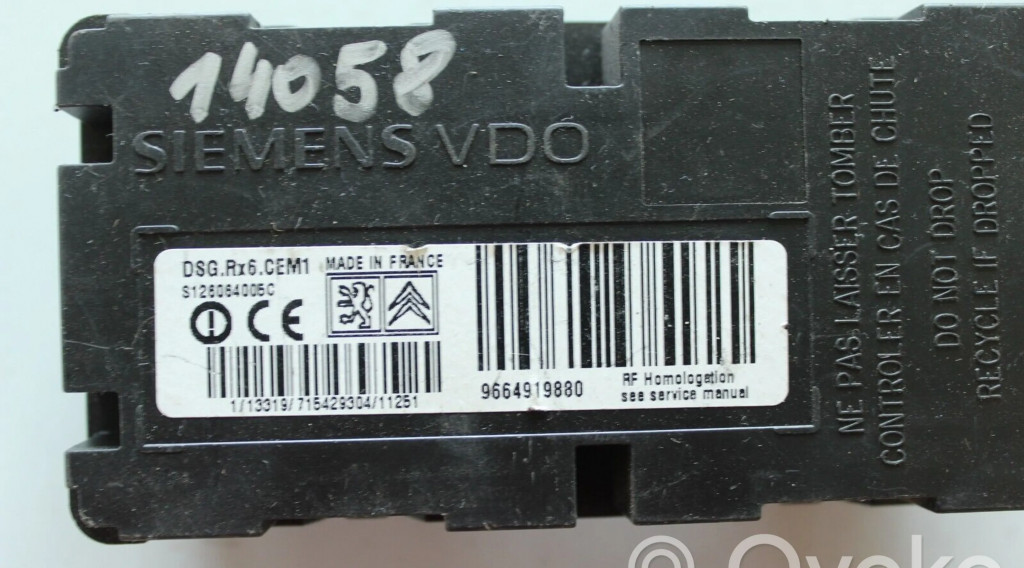 14058
SIEMENS VDO
DSG.Rx6.CEM1 MADE IN FRANCE
S126064005C
CE
1/13319/715429304/11251
9664919880
RF Homologation
see service manual
NE PAS LAISSER TOMBER
CONTROLER EN CAS DE CHUTE
DO NOT DROP
RECYCLE IF DROPPED
© Ovoko